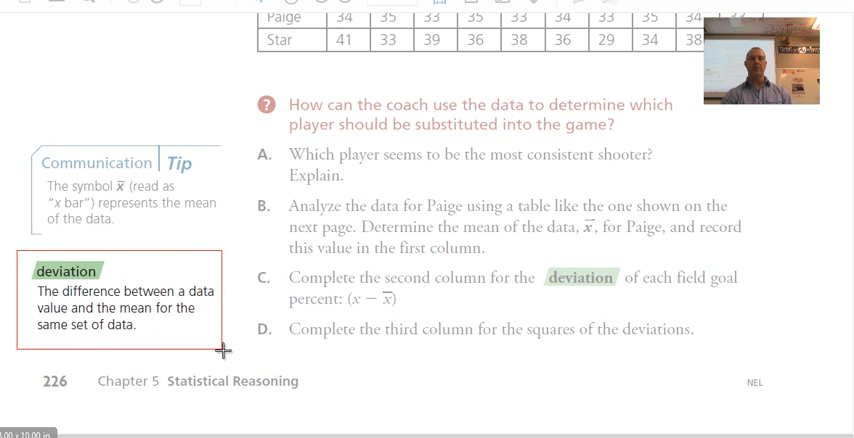 Paige 34 35 33 35 33 34 33 35 34 33
Star 41 33 39 36 38 36 29 34 38
? How can the coach use the data to determine which
player should be substituted into the game?
A. Which player seems to be the most consistent shooter?
Explain.
Communication Tip
The symbol x̅ (read as
"x bar") represents the mean
of the data.
B. Analyze the data for Paige using a table like the one shown on the
next page. Determine the mean of the data, x̅, for Paige, and record
this value in the first column.
deviation
The difference between a data
value and the mean for the
same set of data.
C. Complete the second column for the deviation of each field goal
percent: (x − x̅)
D. Complete the third column for the squares of the deviations.
226 Chapter 5 Statistical Reasoning
NEL
8.00 x 10.00 in